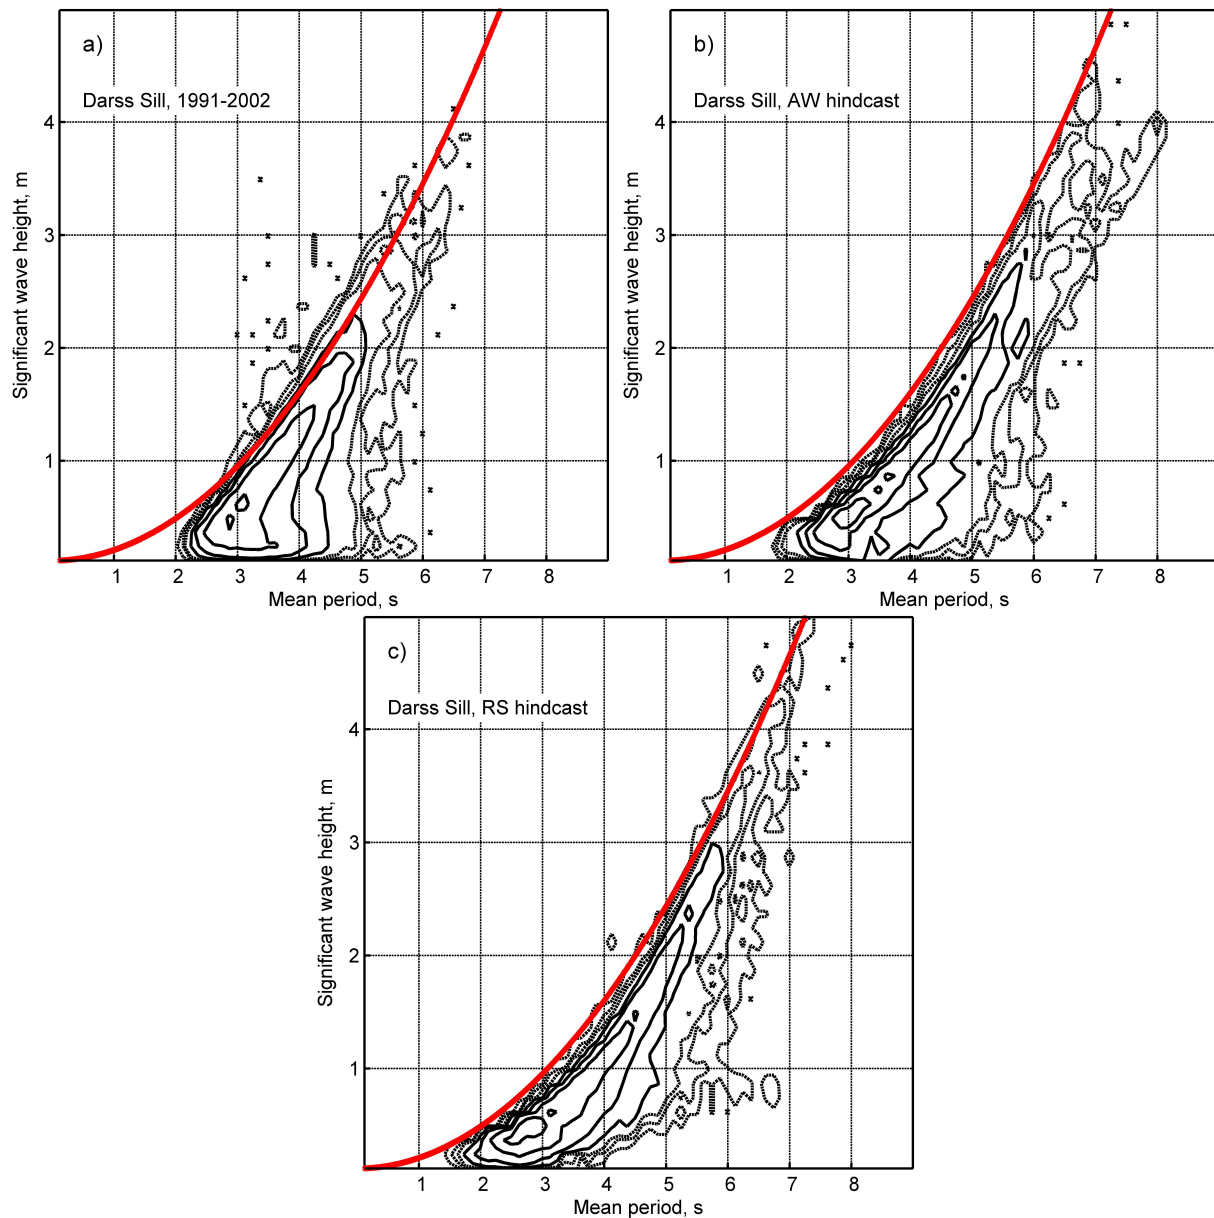 a)
Darss Sill, 1991-2002
4
3
2
1
Significant wave height, m
1 2 3 4 5 6 7 8
Mean period, s
b)
Darss Sill, AW hindcast
4
3
2
1
Significant wave height, m
1 2 3 4 5 6 7 8
Mean period, s
c)
Darss Sill, RS hindcast
4
3
2
1
Significant wave height, m
1 2 3 4 5 6 7 8
Mean period, s